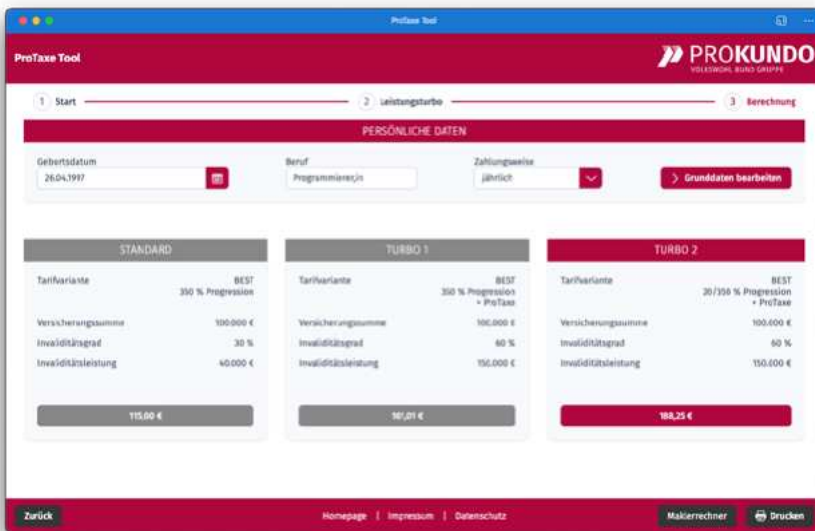 ProTaxe Tool
ProTaxe Tool
PROKUNDO
VOLKSWOHL BUND GRUPPE
1 Start
2 Leistungsturbo
3 Berechnung
PERSÖNLICHE DATEN
Gebertsdatum
Beruf
Zahlungsweise
26.04.1997
Programmierer,in
jährlich
Grunddaten bearbeiten
STANDARD
TURBO 1
TURBO 2
Tarifvariante BEST
350 % Progression
Versicherungssumme 100.000 €
Invaliditätsgrad 30 %
Invaliditätsleistung 40.000 €
115,00 €
Tarifvariante BEST
350 % Progression
+ ProTaxe
Versicherungssumme 100.000 €
Invaliditätsgrad 60 %
Invaliditätsleistung 150.000 €
161,01 €
Tarifvariante BEST
20/350 % Progression
+ ProTaxe
Versicherungssumme 100.000 €
Invaliditätsgrad 60 %
Invaliditätsleistung 150.000 €
188,25 €
Zurück
Homepage | Impressum | Datenschutz
Maklerrechner
Drucken